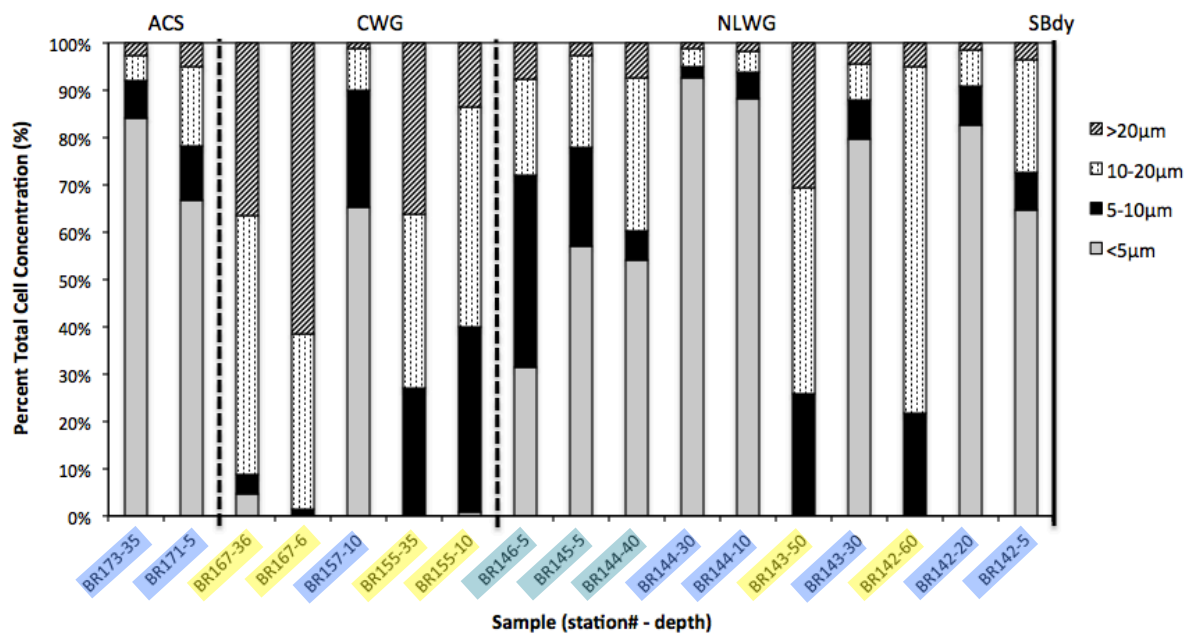 ACS CWG NLWG SBdy
100%
90%
80%
70%
60%
50%
40%
30%
20%
10%
0%
Percent Total Cell Concentration (%)
>20µm
10-20µm
5-10µm
<5µm
BR173-35
BR171-5
BR167-36
BR167-6
BR157-10
BR155-35
BR155-10
BR146-5
BR145-5
BR144-40
BR144-30
BR144-10
BR143-50
BR143-30
BR142-60
BR142-20
BR142-5
Sample (station# - depth)